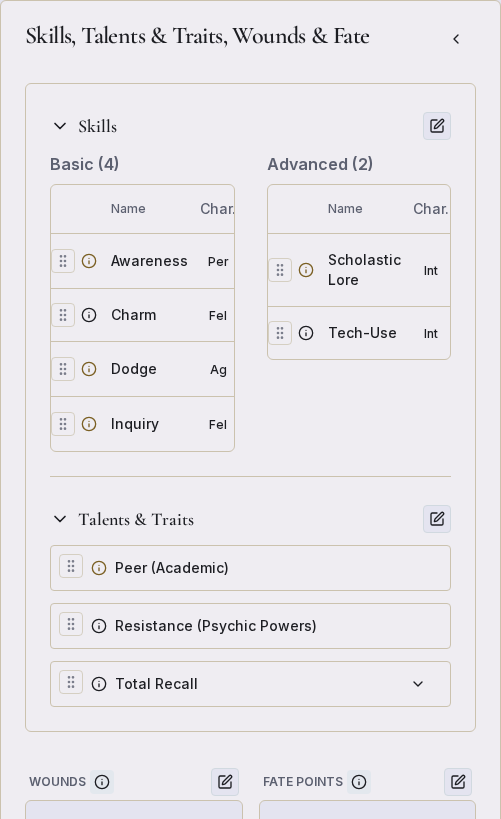 Skills, Talents & Traits, Wounds & Fate
Skills
Basic (4)
Name Char.
Awareness Per
Charm Fel
Dodge Ag
Inquiry Fel
Advanced (2)
Name Char.
Scholastic
Lore Int
Tech-Use Int
Talents & Traits
Peer (Academic)
Resistance (Psychic Powers)
Total Recall
WOUNDS
FATE POINTS